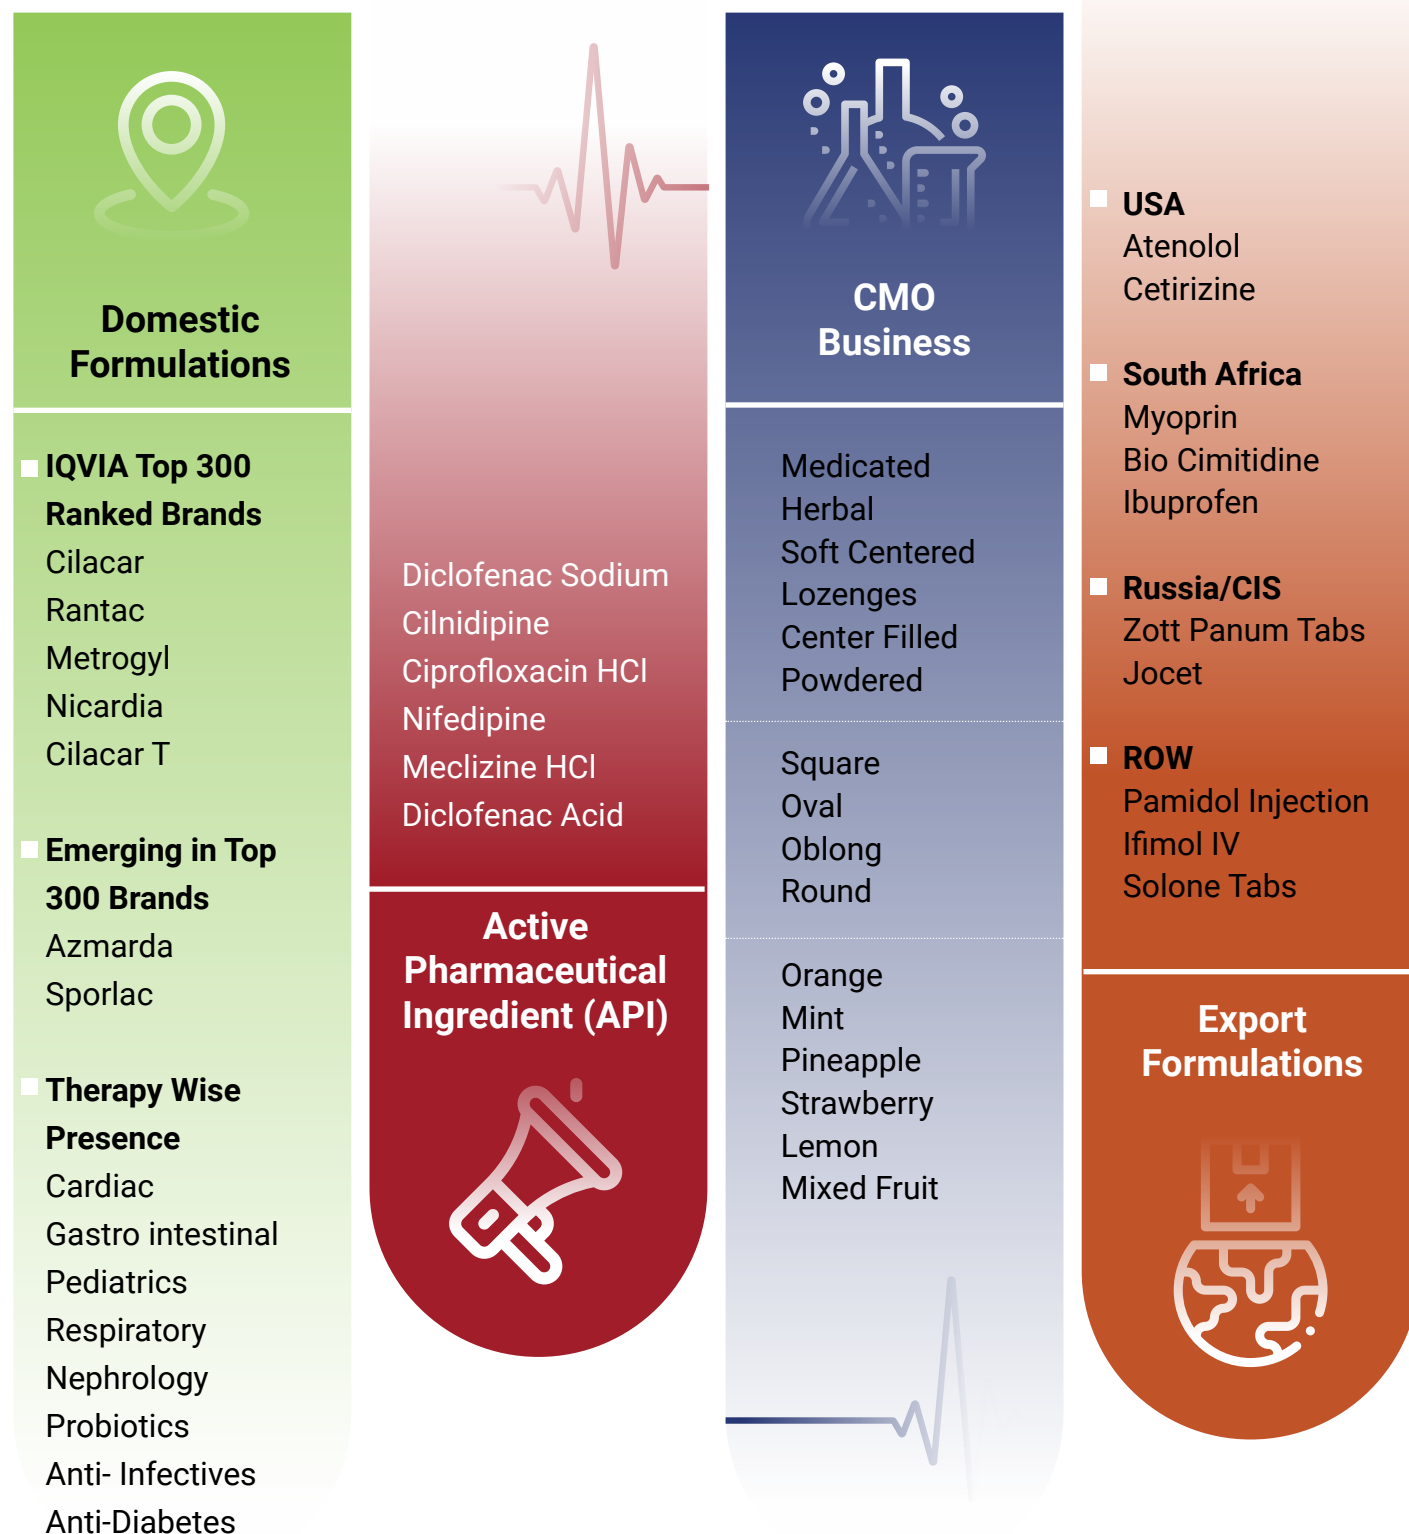 Domestic
Formulations
IQVIA Top 300
Ranked Brands
Cilacar
Rantac
Metrogyl
Nicardia
Cilacar T
Emerging in Top
300 Brands
Azmarda
Sporlac
Therapy Wise
Presence
Cardiac
Gastro intestinal
Pediatrics
Respiratory
Nephrology
Probiotics
Anti- Infectives
Anti-Diabetes
Diclofenac Sodium
Cilnidipine
Ciprofloxacin HCl
Nifedipine
Meclizine HCl
Diclofenac Acid
Active
Pharmaceutical
Ingredient (API)
CMO
Business
Medicated
Herbal
Soft Centered
Lozenges
Center Filled
Powdered
Square
Oval
Oblong
Round
Orange
Mint
Pineapple
Strawberry
Lemon
Mixed Fruit
USA
Atenolol
Cetirizine
South Africa
Myoprin
Bio Cimitidine
Ibuprofen
Russia/CIS
Zott Panum Tabs
Jocet
ROW
Pamidol Injection
Ifimol IV
Solone Tabs
Export
Formulations